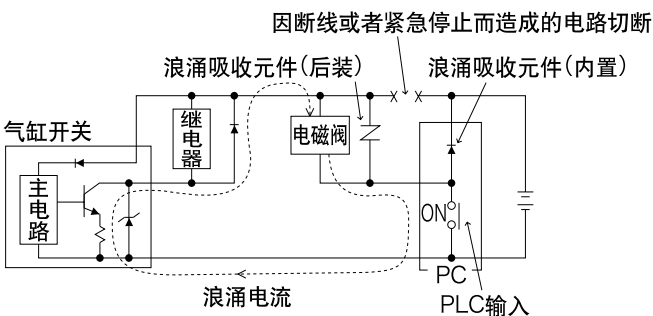 因断线或者紧急停止而造成的电路切断
浪涌吸收元件(后装)
浪涌吸收元件(内置)
气缸开关
继电器
电磁阀
主电路
ON
PC
浪涌电流
PLC输入